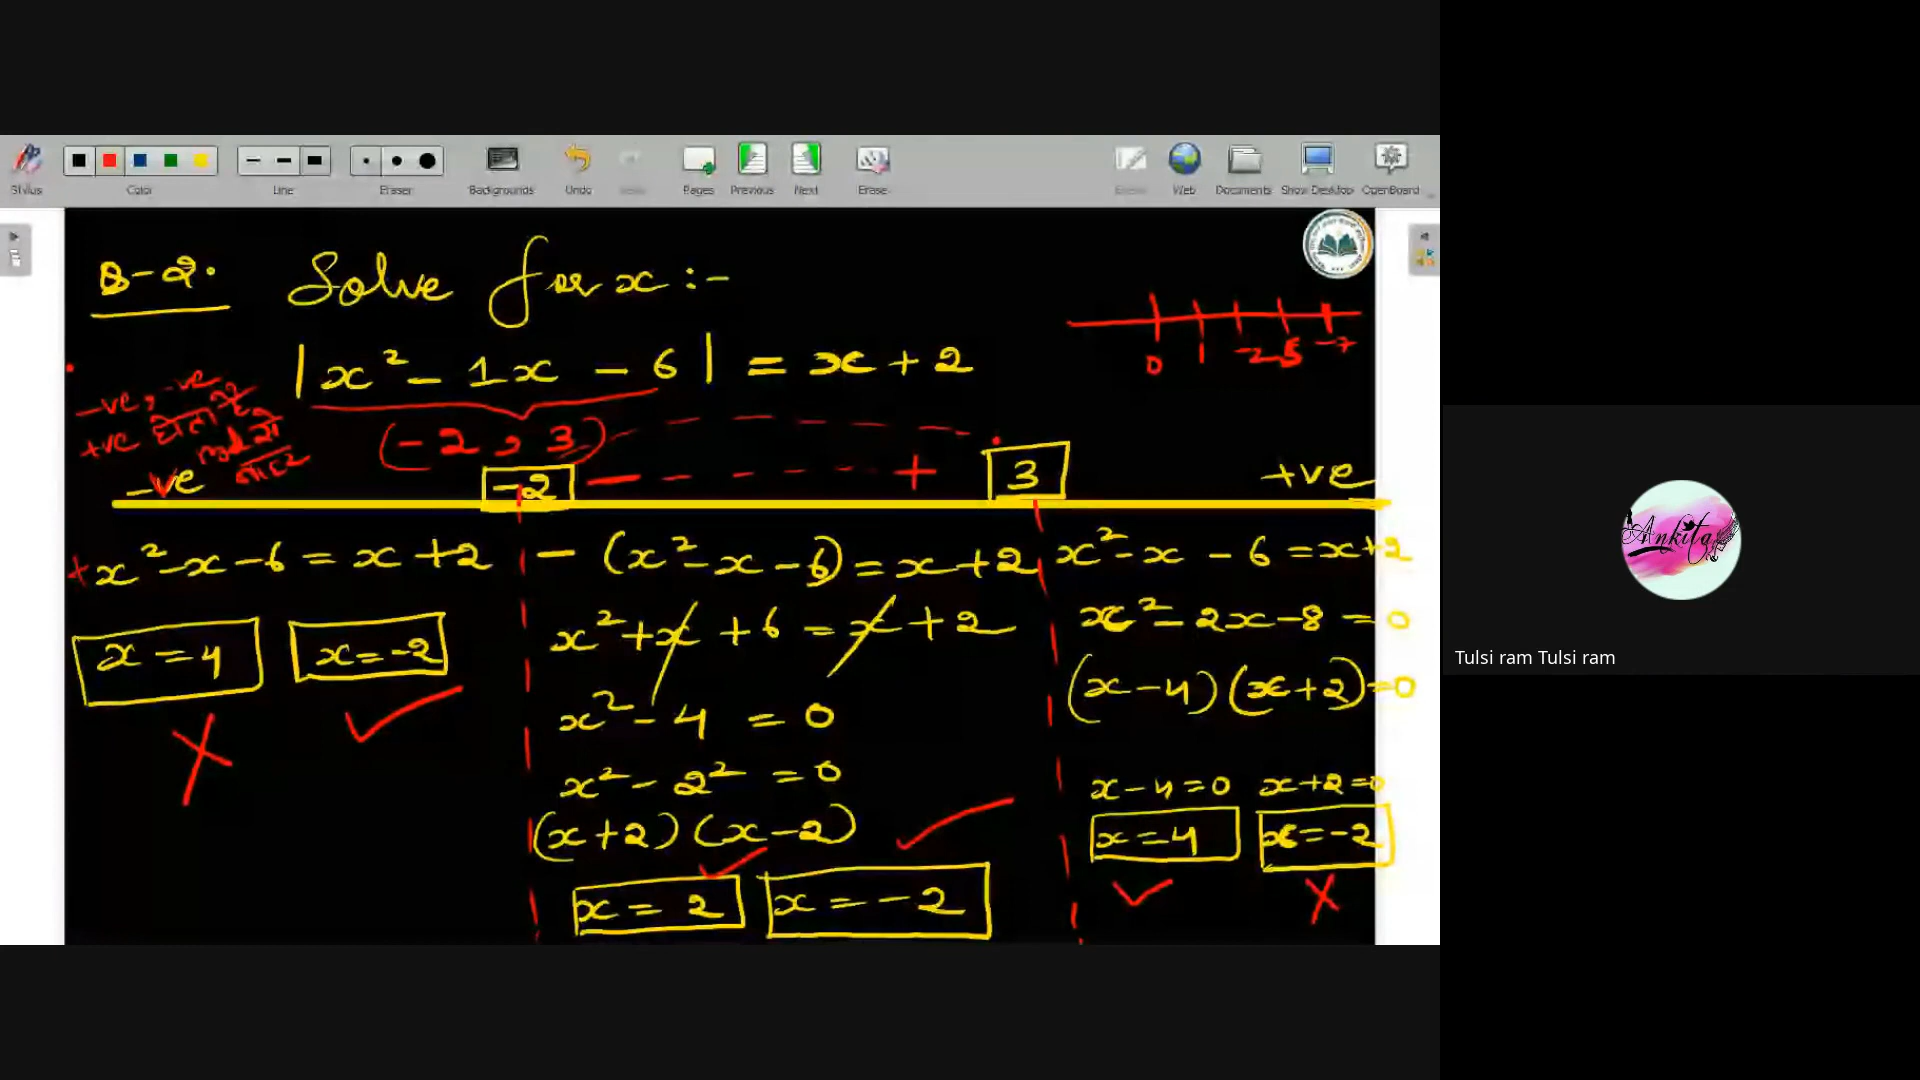 Stylus Color Line Eraser Backgrounds Undo Pages Previous Next Erase Web Documents Show Desktop OpenBoard
Q-2. Solve for x :-
|x² - 1x - 6| = x + 2
0 1 -2 5 -7
-ve, -ve
+ve होता है
(-2, 3)
-ve -2 - - - - + 3 +ve
+x² - x - 6 = x + 2
x = 4 x = -2
- (x² - x - 6) = x + 2
x² + x + 6 = x + 2
x² - 4 = 0
x² - 2² = 0
(x + 2) (x - 2)
x = 2 x = -2
x² - x - 6 = x + 2
x² - 2x - 8 = 0
(x - 4) (x + 2) = 0
x - 4 = 0 x + 2 = 0
x = 4 x = -2
Ankita
Tulsi ram Tulsi ram